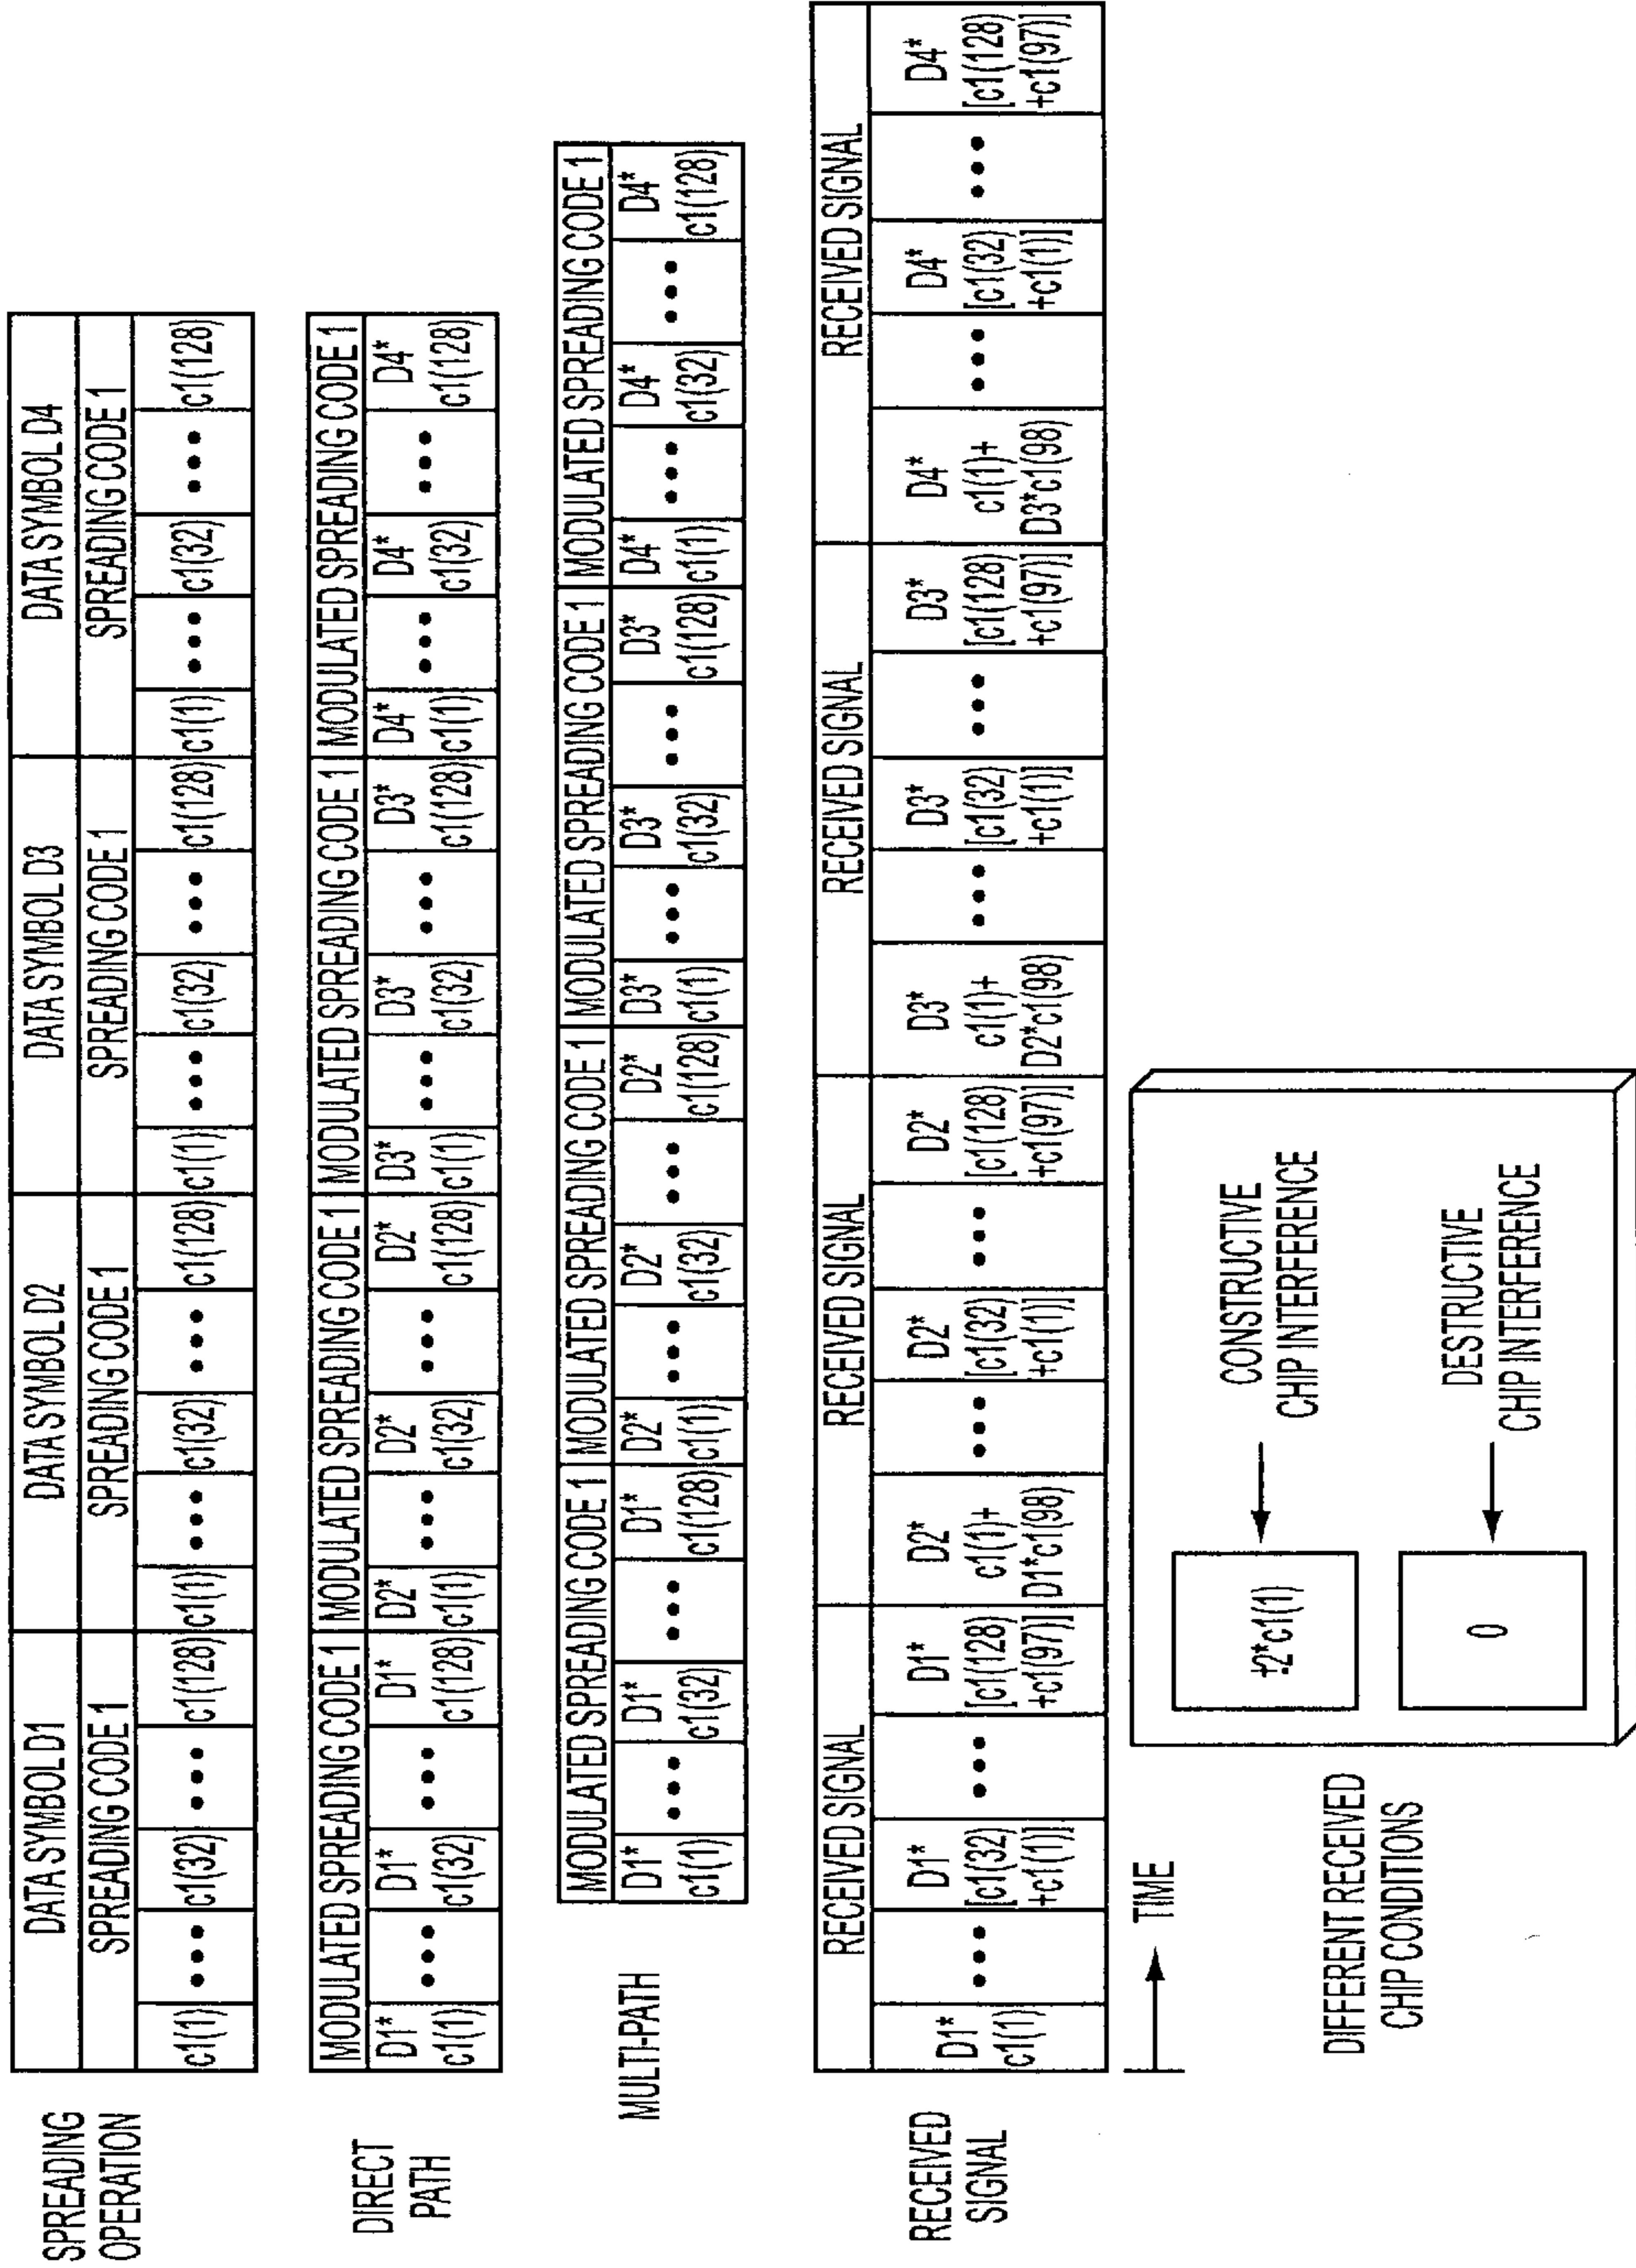 SPREADING
OPERATION
DATA SYMBOL D1 DATA SYMBOL D2 DATA SYMBOL D3 DATA SYMBOL D4
SPREADING CODE 1 SPREADING CODE 1 SPREADING CODE 1 SPREADING CODE 1
c1(1) ••• c1(32) ••• c1(128) c1(1) ••• c1(32) ••• c1(128) c1(1) ••• c1(32) ••• c1(128) c1(1) ••• c1(32) ••• c1(128)
DIRECT
PATH
MODULATED SPREADING CODE 1 MODULATED SPREADING CODE 1 MODULATED SPREADING CODE 1 MODULATED SPREADING CODE 1
D1* ••• D1* ••• D1* D2* ••• D2* ••• D2* D3* ••• D3* ••• D3* D4* ••• D4* ••• D4*
c1(1) c1(32) c1(128) c1(1) c1(32) c1(128) c1(1) c1(32) c1(128) c1(1) c1(32) c1(128)
MULTI-PATH
MODULATED SPREADING CODE 1 MODULATED SPREADING CODE 1 MODULATED SPREADING CODE 1 MODULATED SPREADING CODE 1
D1* ••• D1* ••• D1* D2* ••• D2* ••• D2* D3* ••• D3* ••• D3* D4* ••• D4* ••• D4*
c1(1) c1(32) c1(128) c1(1) c1(32) c1(128) c1(1) c1(32) c1(128) c1(1) c1(32) c1(128)
RECEIVED
SIGNAL
RECEIVED SIGNAL RECEIVED SIGNAL RECEIVED SIGNAL RECEIVED SIGNAL
D1* D1* D1* D2* D2* D2* D3* D3* D3* D4* D4* D4*
c1(1) ••• [c1(32) ••• [c1(128) c1(1)+ ••• [c1(32) ••• [c1(128) c1(1)+ ••• [c1(32) ••• [c1(128) c1(1)+ ••• [c1(32) ••• [c1(128)
+c1(1)] +c1(97)] D1*c1(98) +c1(1)] +c1(97)] D2*c1(98) +c1(1)] +c1(97)] D3*c1(98) +c1(1)] +c1(97)]
TIME
DIFFERENT RECEIVED
CHIP CONDITIONS
±2*c1(1)
CONSTRUCTIVE
CHIP INTERFERENCE
0
DESTRUCTIVE
CHIP INTERFERENCE